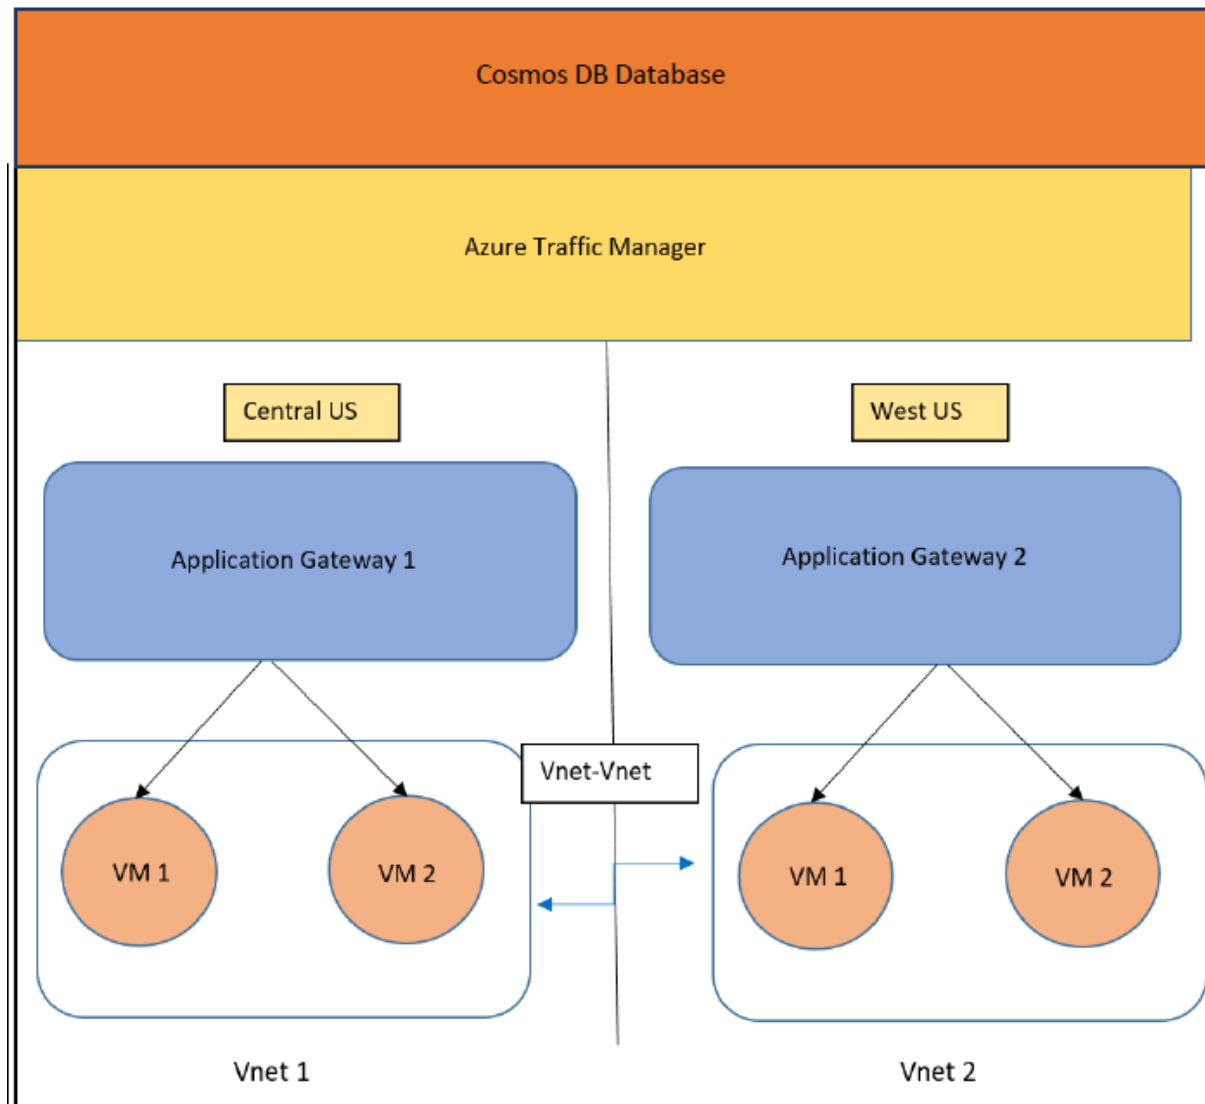 Cosmos DB Database
Azure Traffic Manager
Central US
West US
Application Gateway 1
Application Gateway 2
Vnet-Vnet
VM 1
VM 2
VM 1
VM 2
Vnet 1
Vnet 2